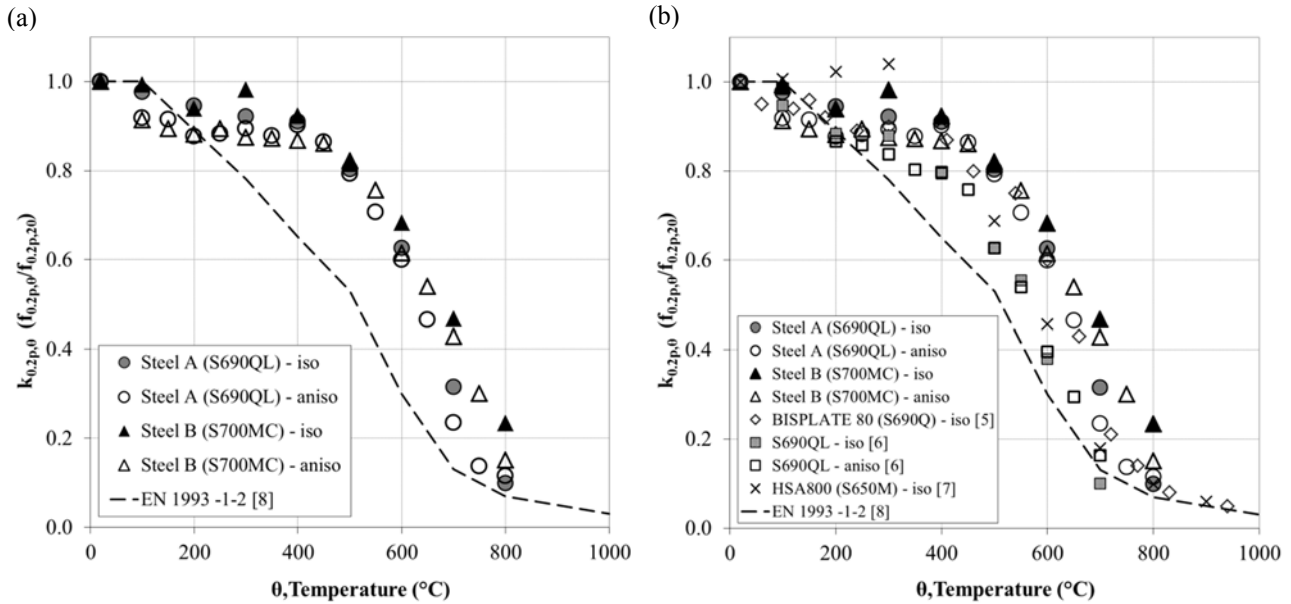 (a)
k0.2p,θ (f0.2p,θ/f0.2p,20)
1.0
0.8
0.6
0.4
0.2
0.0
0
200
400
600
800
1000
θ,Temperature (°C)
Steel A (S690QL) - iso
Steel A (S690QL) - aniso
Steel B (S700MC) - iso
Steel B (S700MC) - aniso
EN 1993 -1-2 [8]
(b)
k0.2p,θ (f0.2p,θ/f0.2p,20)
1.0
0.8
0.6
0.4
0.2
0.0
0
200
400
600
800
1000
θ,Temperature (°C)
Steel A (S690QL) - iso
Steel A (S690QL) - aniso
Steel B (S700MC) - iso
Steel B (S700MC) - aniso
BISPLATE 80 (S690Q) - iso [5]
S690QL - iso [6]
S690QL - aniso [6]
HSA800 (S650M) - iso [7]
EN 1993 -1-2 [8]